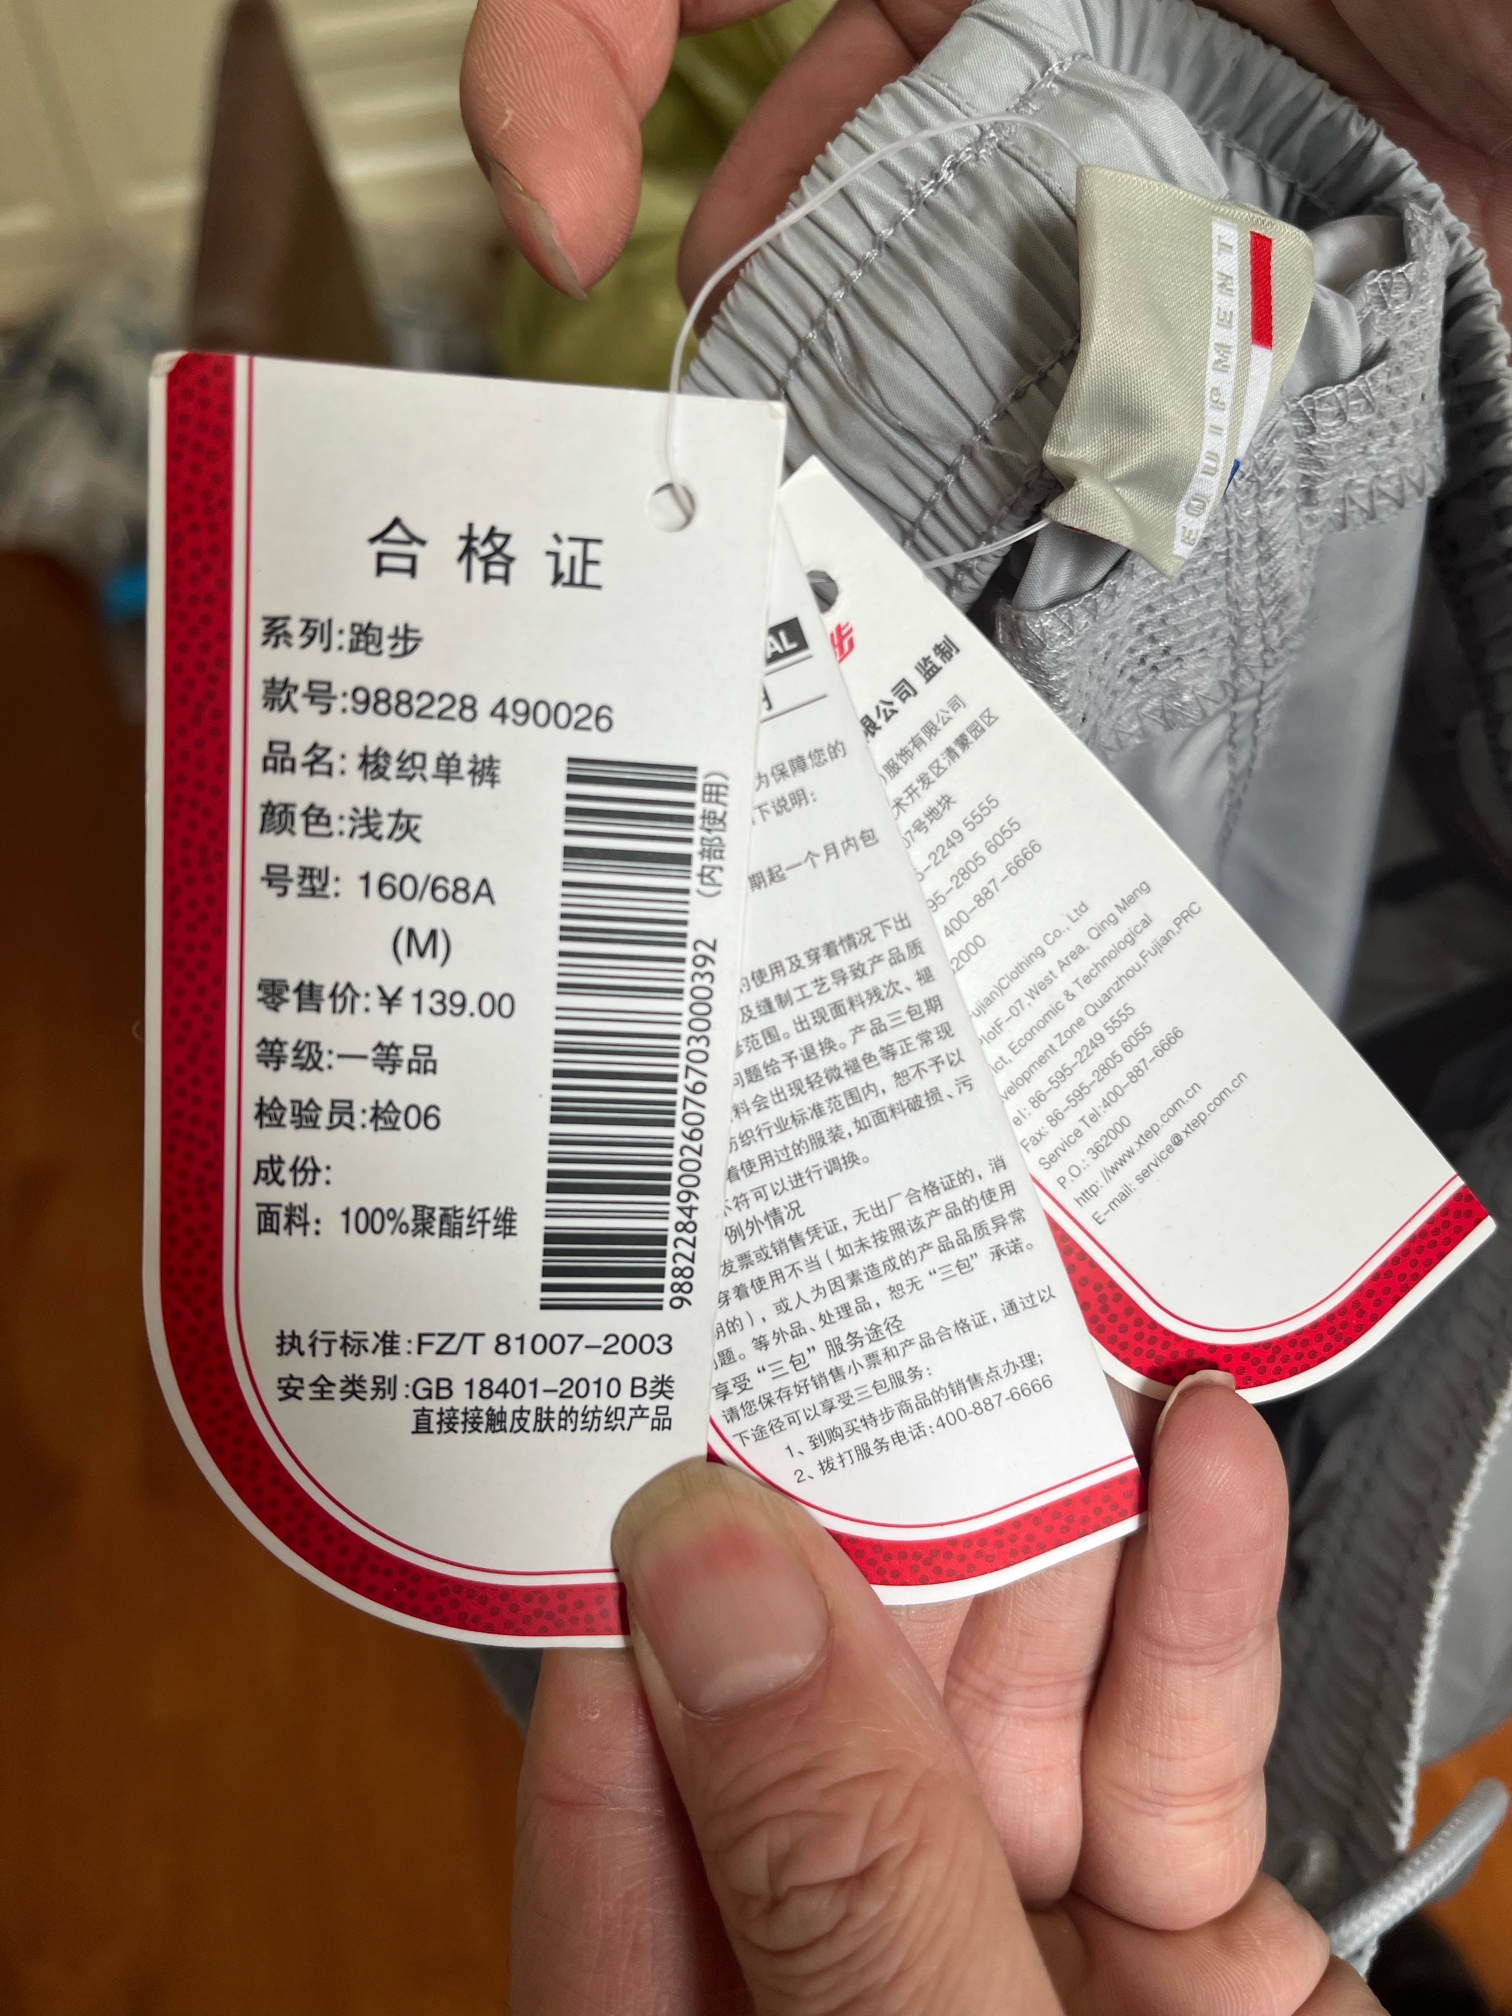 合格证
系列:跑步
款号:988228 490026
品名:梭织单裤
颜色:浅灰
号型: 160/68A
(M)
零售价:¥139.00
等级:一等品
检验员:检06
成份:
面料: 100%聚酯纤维
执行标准:FZ/T 81007-2003
安全类别:GB 18401-2010 B类
直接接触皮肤的纺织产品
988228490026076703000392
(内部使用)
AL
为保障您的
下说明:
期起一个月内包
的使用及穿着情况下出
及缝制工艺导致产品质
范围。出现面料残次、褪
问题给予退换。产品三包期
料会出现轻微褪色等正常现
纺织行业标准范围内, 恕不予以
着使用过的服装,如面料破损、污
不符可以进行调换。
例外情况
发票或销售凭证, 无出厂合格证的, 消
穿着使用不当(如未按照该产品的使用
明的), 或人为因素造成的产品品质异常
题。等外品、处理品, 恕无“三包”承诺。
享受“三包”服务途径
请您保存好销售小票和产品合格证, 通过以
下途径可以享受三包服务:
1、到购买特步商品的销售点办理;
2、拨打服务电话:400-887-6666
步
限公司 监制
服饰有限公司
术开发区清蒙园区
07号地块
-2249 5555
95-2805 6055
400-887-6666
2000
ujian)Clothing Co., Ltd
PlotF-07, West Area, Qing Meng
ict, Economic & Technological
velopment Zone Quanzhou,Fujian,PRC
el: 86-595-2249 5555
Fax: 86-595-2805 6055
Service Tel:400-887-6666
P.O.: 362000
http: //www.xtep.com.cn
E-mail: service@xtep.com.cn
EQUIPMENT